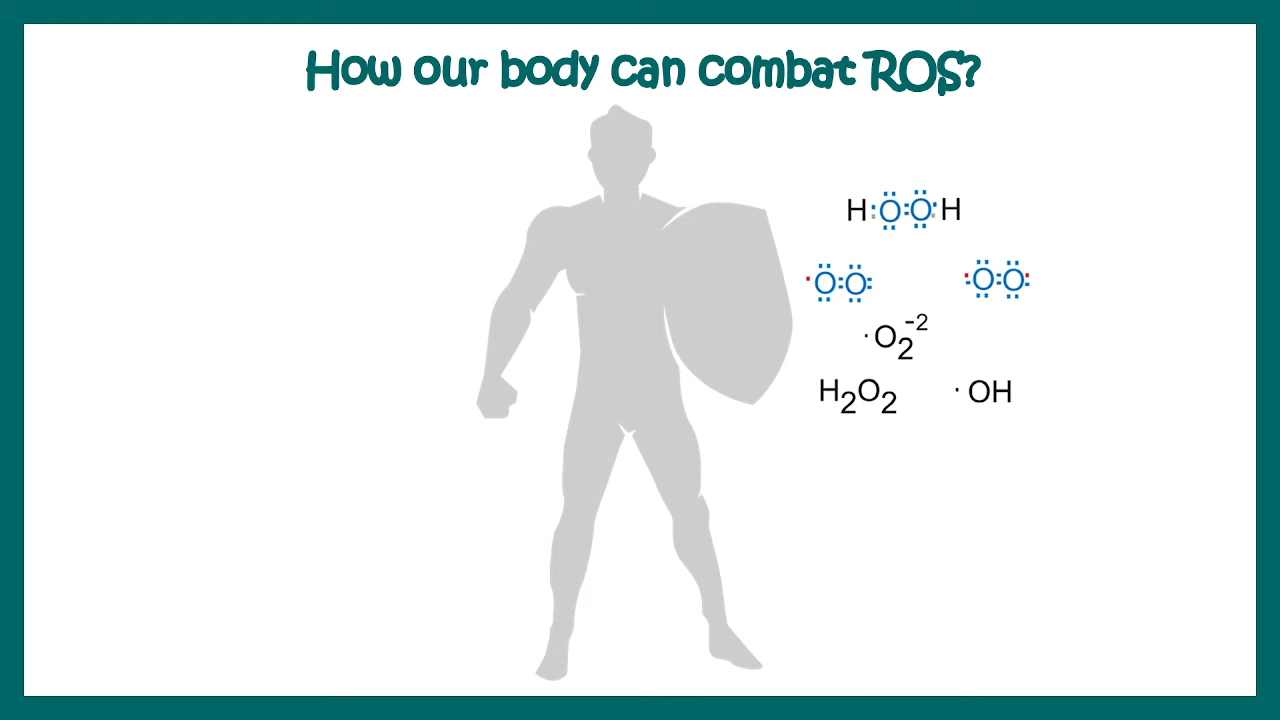 How our body can combat ROS?
H:O:O:H
·O:O: :O:O:
·O₂⁻²
H₂O₂ ·OH